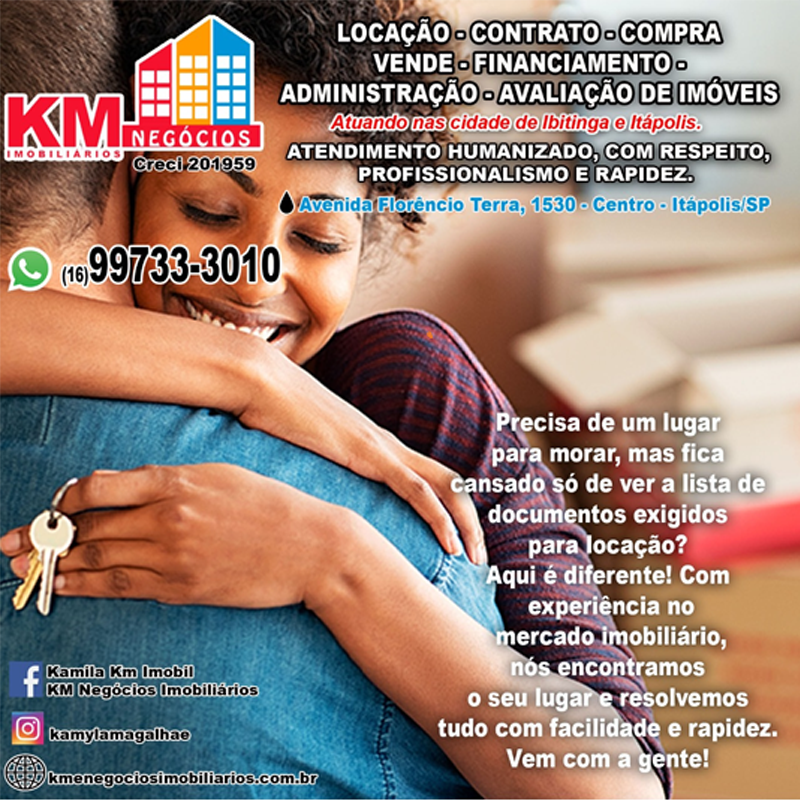 KM
NEGÓCIOS
IMOBILIÁRIOS
Creci 201959
LOCAÇÃO - CONTRATO - COMPRA
VENDE - FINANCIAMENTO -
ADMINISTRAÇÃO - AVALIAÇÃO DE IMÓVEIS
Atuando nas cidade de Ibitinga e Itápolis.
ATENDIMENTO HUMANIZADO, COM RESPEITO,
PROFISSIONALISMO E RAPIDEZ.
Avenida Florêncio Terra, 1530 - Centro - Itápolis/SP
(16)99733-3010
Precisa de um lugar
para morar, mas fica
cansado só de ver a lista de
documentos exigidos
para locação?
Aqui é diferente! Com
experiência no
mercado imobiliário,
nós encontramos
o seu lugar e resolvemos
tudo com facilidade e rapidez.
Vem com a gente!
Kamila Km Imobil
KM Negócios Imobiliários
kamylamagalhae
kmenegociosimobiliarios.com.br